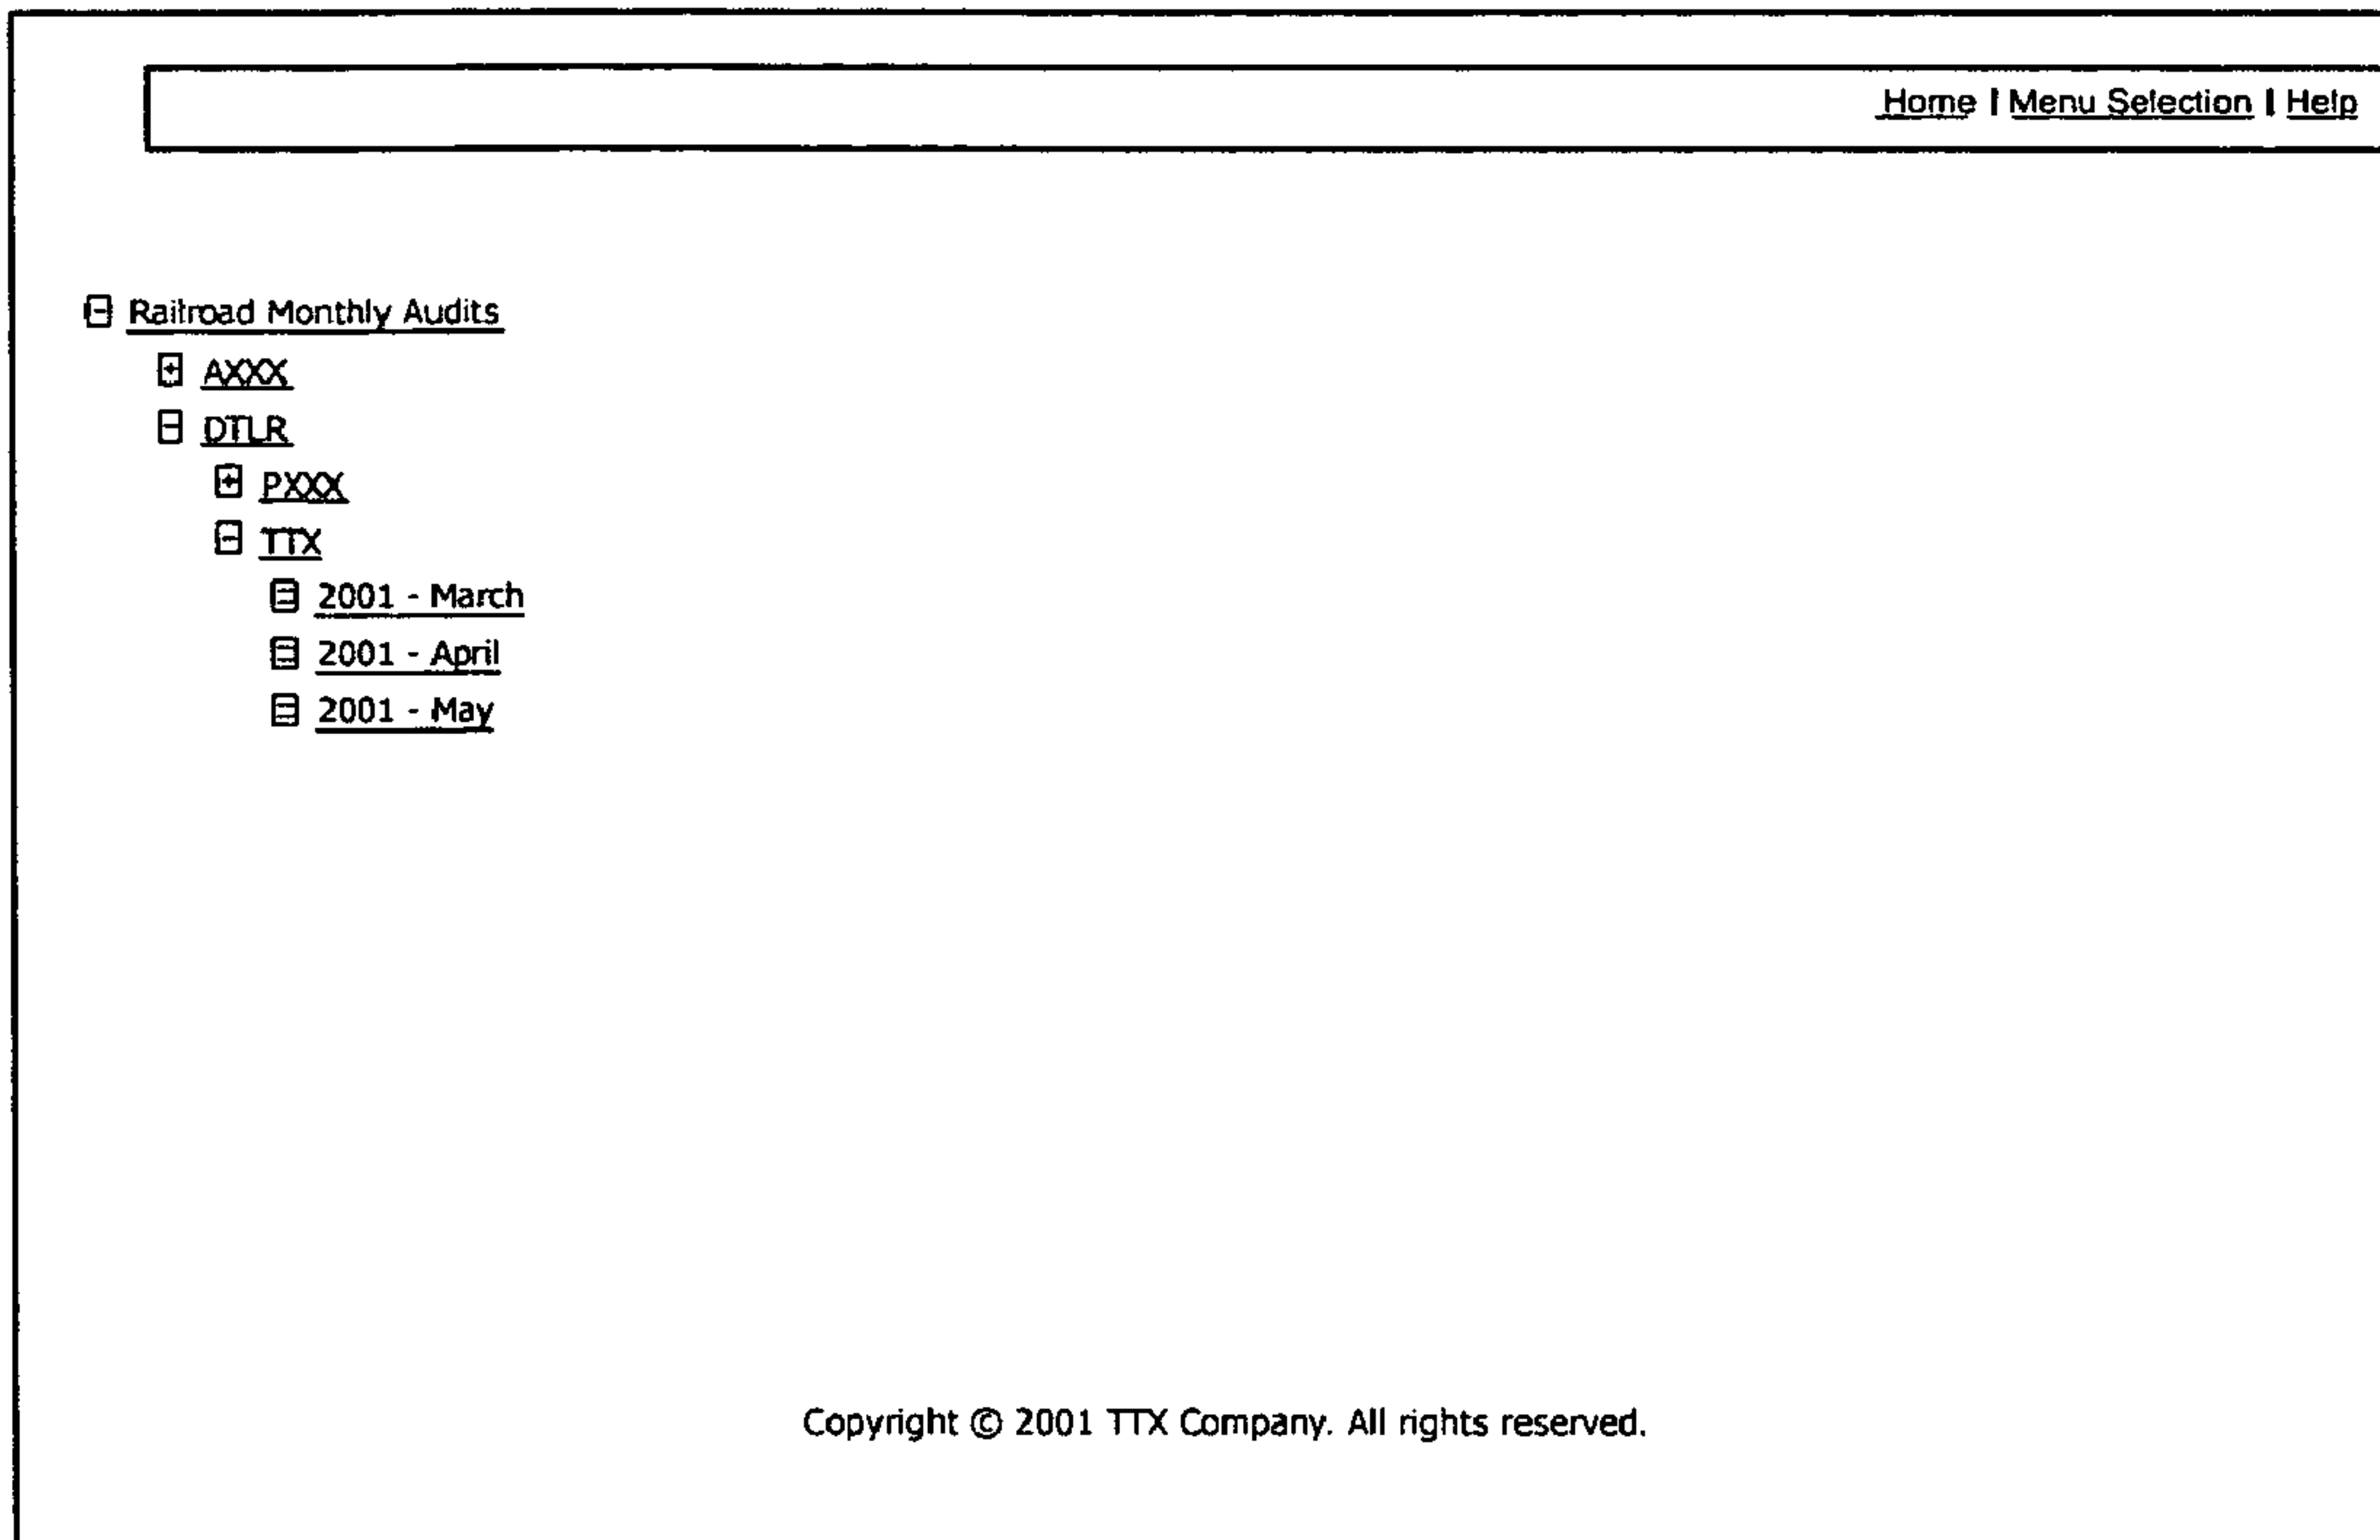 Home | Menu Selection | Help
Railroad Monthly Audits
AXXX
DTLR
PXXX
TTX
2001 - March
2001 - April
2001 - May
Copyright © 2001 TTX Company. All rights reserved.